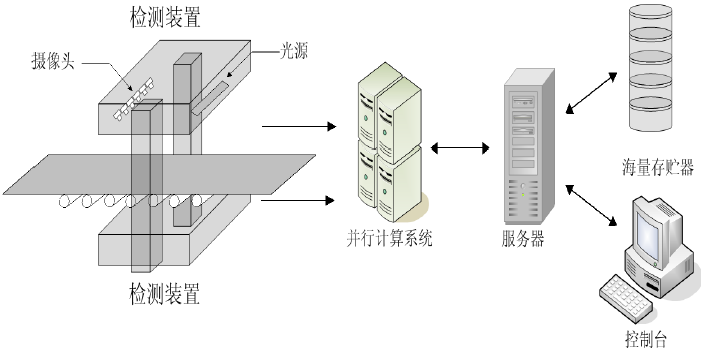 检测装置
摄像头
光源
并行计算系统
服务器
海量存贮器
控制台
检测装置